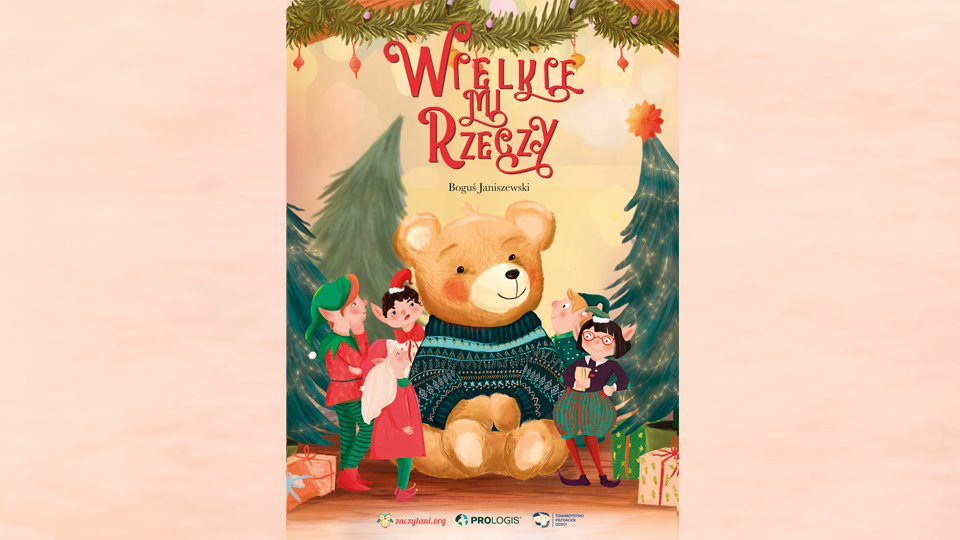 Wielkie
mi
Rzeczy
Boguś Janiszewski
zaczytani.org
PROLOGIS®
TOWARZYSTWO
PRZYJACIÓŁ
DZIECI